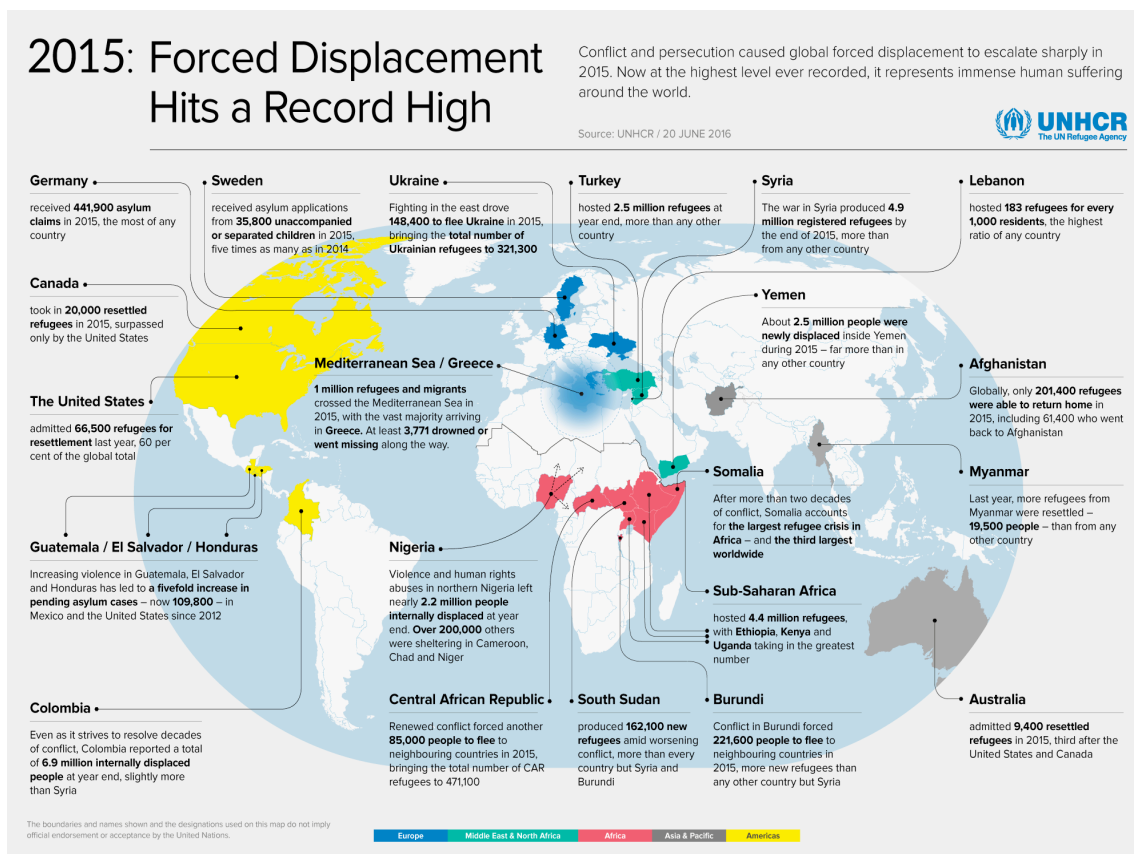 2015: Forced Displacement
Hits a Record High
Conflict and persecution caused global forced displacement to escalate sharply in
2015. Now at the highest level ever recorded, it represents immense human suffering
around the world.
Source: UNHCR / 20 JUNE 2016
UNHCR
The UN Refugee Agency
Germany
received 441,900 asylum
claims in 2015, the most of any
country
Sweden
received asylum applications
from 35,800 unaccompanied
or separated children in 2015,
five times as many as in 2014
Ukraine
Fighting in the east drove
148,400 to flee Ukraine in 2015,
bringing the total number of
Ukrainian refugees to 321,300
Turkey
hosted 2.5 million refugees at
year end, more than any other
country
Syria
The war in Syria produced 4.9
million registered refugees by
the end of 2015, more than
from any other country
Lebanon
hosted 183 refugees for every
1,000 residents, the highest
ratio of any country
Canada
took in 20,000 resettled
refugees in 2015, surpassed
only by the United States
Yemen
About 2.5 million people were
newly displaced inside Yemen
during 2015 – far more than in
any other country
Mediterranean Sea / Greece
1 million refugees and migrants
crossed the Mediterranean Sea in
2015, with the vast majority arriving
in Greece. At least 3,771 drowned or
went missing along the way.
Afghanistan
Globally, only 201,400 refugees
were able to return home in
2015, including 61,400 who went
back to Afghanistan
The United States
admitted 66,500 refugees for
resettlement last year, 60 per
cent of the global total
Somalia
After more than two decades
of conflict, Somalia accounts
for the largest refugee crisis in
Africa – and the third largest
worldwide
Myanmar
Last year, more refugees from
Myanmar were resettled –
19,500 people – than from any
other country
Guatemala / El Salvador / Honduras
Increasing violence in Guatemala, El Salvador
and Honduras has led to a fivefold increase in
pending asylum cases – now 109,800 – in
Mexico and the United States since 2012
Nigeria
Violence and human rights
abuses in northern Nigeria left
nearly 2.2 million people
internally displaced at year
end. Over 200,000 others
were sheltering in Cameroon,
Chad and Niger
Sub-Saharan Africa
hosted 4.4 million refugees,
with Ethiopia, Kenya and
Uganda taking in the greatest
number
Colombia
Even as it strives to resolve decades
of conflict, Colombia reported a total
of 6.9 million internally displaced
people at year end, slightly more
than Syria
Central African Republic
Renewed conflict forced another
85,000 people to flee to
neighbouring countries in 2015,
bringing the total number of CAR
refugees to 471,100
South Sudan
produced 162,100 new
refugees amid worsening
conflict, more than every
country but Syria and
Burundi
Burundi
Conflict in Burundi forced
221,600 people to flee to
neighbouring countries in
2015, more new refugees than
any other country but Syria
Australia
admitted 9,400 resettled
refugees in 2015, third after the
United States and Canada
The boundaries and names shown and the designations used on this map do not imply
official endorsement or acceptance by the United Nations.
Europe
Middle East & North Africa
Africa
Asia & Pacific
Americas